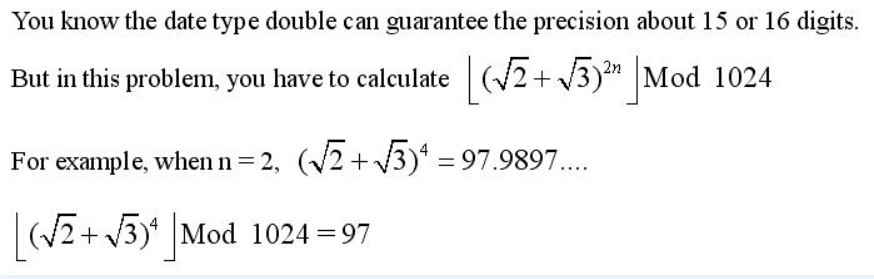 You know the date type double can guarantee the precision about 15 or 16 digits.
But in this problem, you have to calculate ⌊(√2 + √3)²ⁿ⌋Mod 1024
For example, when n = 2, (√2 + √3)⁴ = 97.9897....
⌊(√2 + √3)⁴⌋Mod 1024 = 97